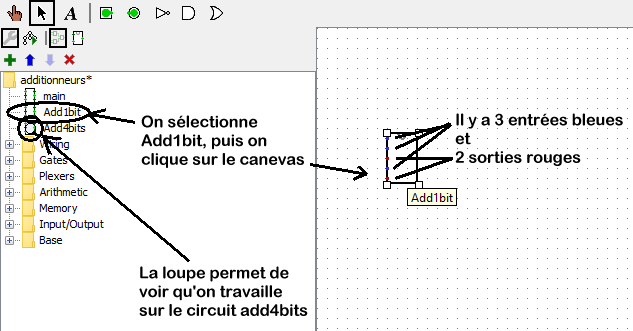 A
additionneurs*
main
Add1bit
Add4bits
Wiring
Gates
Plexers
Arithmetic
Memory
Input/Output
Base
On sélectionne
Add1bit, puis on
clique sur le canevas
Il y a 3 entrées bleues
et
2 sorties rouges
Add1bit
La loupe permet de
voir qu'on travaille
sur le circuit add4bits